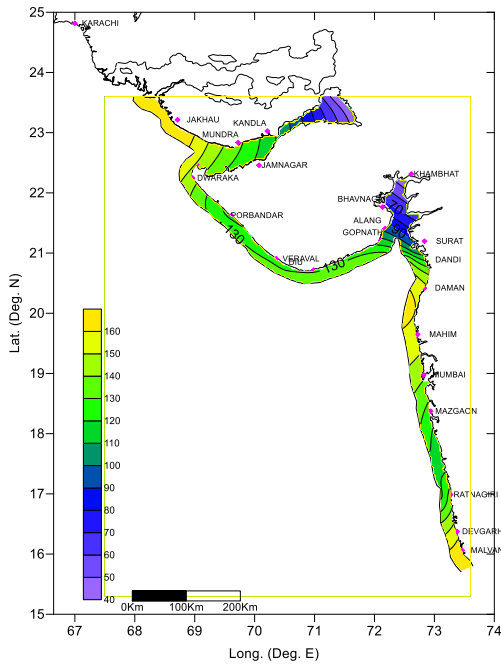 25
24
23
22
21
20
19
18
17
16
15
Lat. (Deg. N)
KARACHI
JAKHAU
KANDLA
MUNDRA
JAMNAGAR
DWARAKA
KHAMBHAT
BHAVNAG
70
PORBANDAR
ALANG
90
GOPNATH
SURAT
130
VERAVAL
DIU
130
DANDI
DAMAN
MAHIM
MUMBAI
MAZGAON
RATNAGIRI
DEVGARH
MALVAN
160
150
140
130
120
110
100
90
80
70
60
50
40
0Km 100Km 200Km
67 68 69 70 71 72 73 74
Long. (Deg. E)